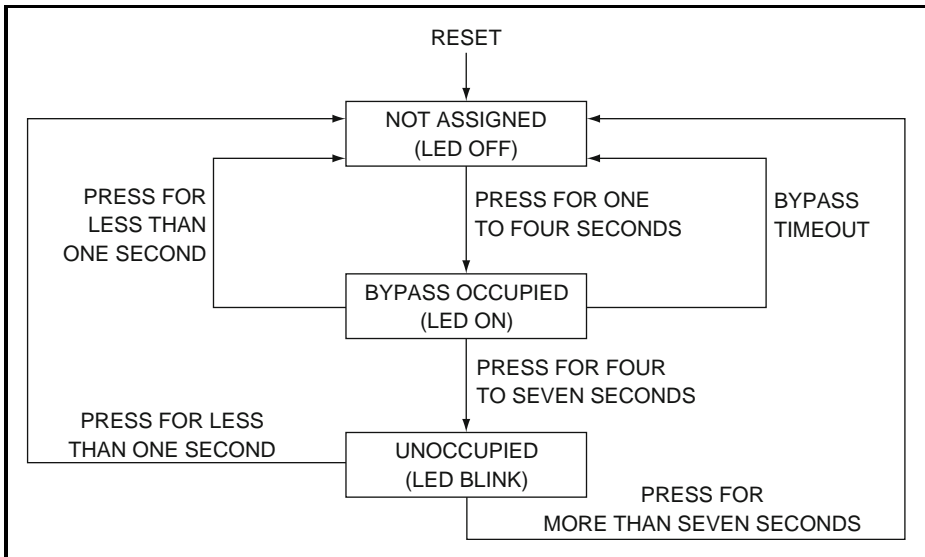 RESET
NOT ASSIGNED
(LED OFF)
PRESS FOR
LESS THAN
ONE SECOND
PRESS FOR ONE
TO FOUR SECONDS
BYPASS
TIMEOUT
BYPASS OCCUPIED
(LED ON)
PRESS FOR FOUR
TO SEVEN SECONDS
PRESS FOR LESS
THAN ONE SECOND
UNOCCUPIED
(LED BLINK)
PRESS FOR
MORE THAN SEVEN SECONDS